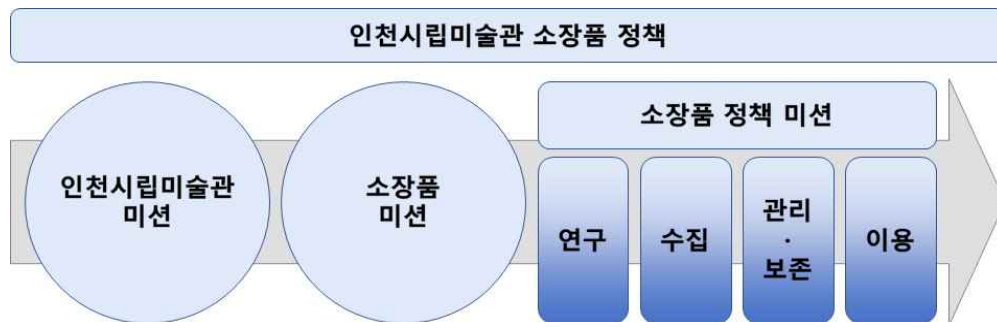 인천시립미술관 소장품 정책
인천시립미술관
미션
소장품
미션
소장품 정책 미션
연구
수집
관리
·
보존
이용